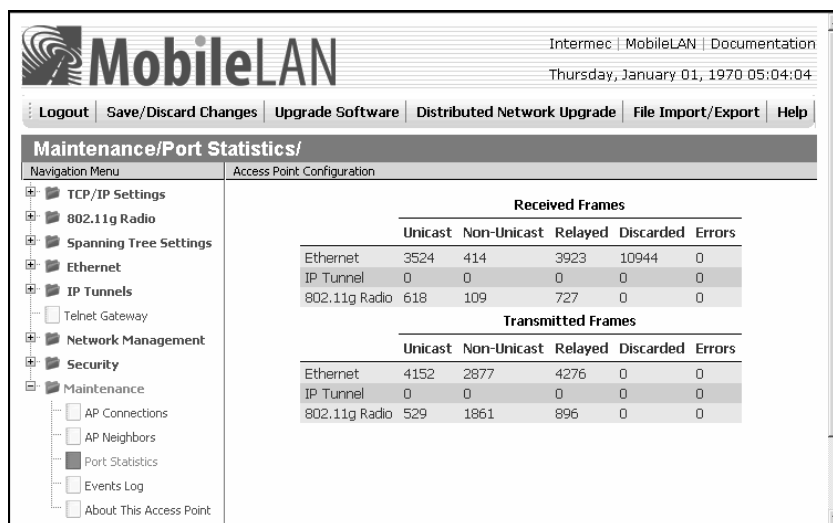 MobileLAN
Intermec | MobileLAN | Documentation
Thursday, January 01, 1970 05:04:04
Logout | Save/Discard Changes | Upgrade Software | Distributed Network Upgrade | File Import/Export | Help
Maintenance/Port Statistics/
Navigation Menu
Access Point Configuration
TCP/IP Settings
802.11g Radio
Spanning Tree Settings
Ethernet
IP Tunnels
Telnet Gateway
Network Management
Security
Maintenance
AP Connections
AP Neighbors
Port Statistics
Events Log
About This Access Point
Received Frames
Unicast Non-Unicast Relayed Discarded Errors
Ethernet 3524 414 3923 10944 0
IP Tunnel 0 0 0 0 0
802.11g Radio 618 109 727 0 0
Transmitted Frames
Unicast Non-Unicast Relayed Discarded Errors
Ethernet 4152 2877 4276 0 0
IP Tunnel 0 0 0 0 0
802.11g Radio 529 1861 896 0 0